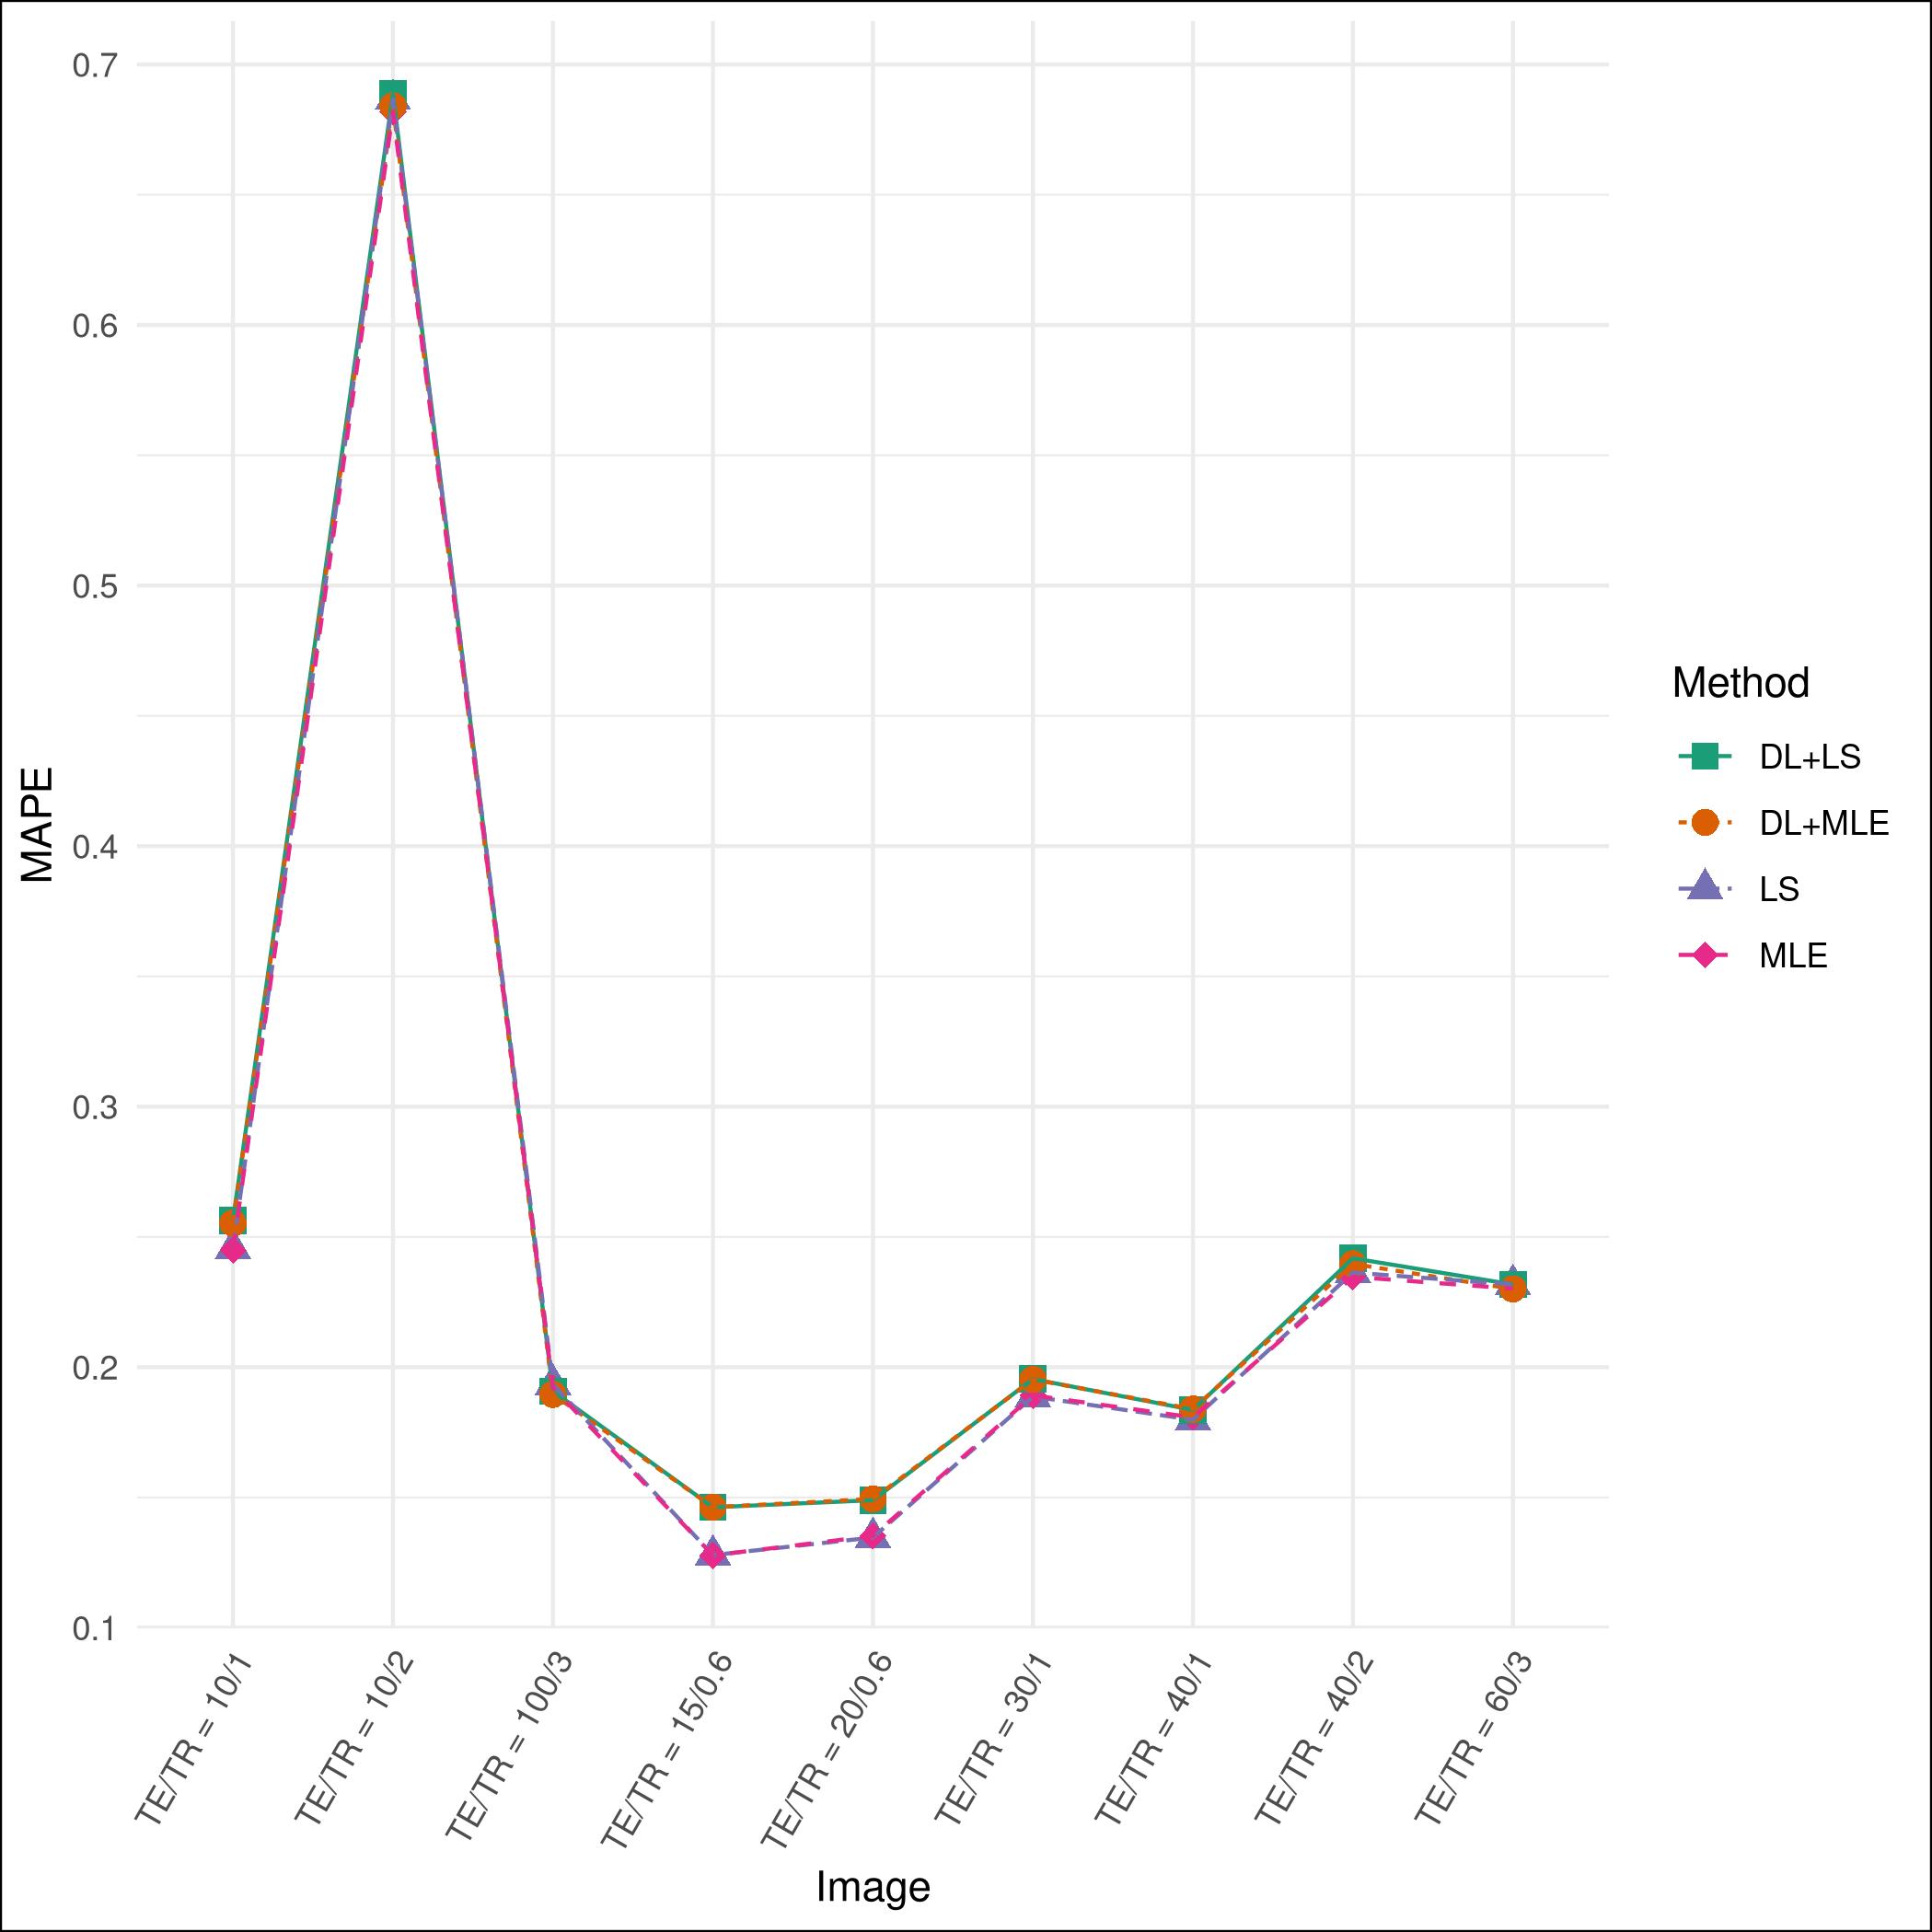 0.7
0.6
0.5
0.4
0.3
0.2
0.1
MAPE
TE/TR = 10/1
TE/TR = 10/2
TE/TR = 100/3
TE/TR = 15/0.6
TE/TR = 20/0.6
TE/TR = 30/1
TE/TR = 40/1
TE/TR = 40/2
TE/TR = 60/3
Image
Method
DL+LS
DL+MLE
LS
MLE